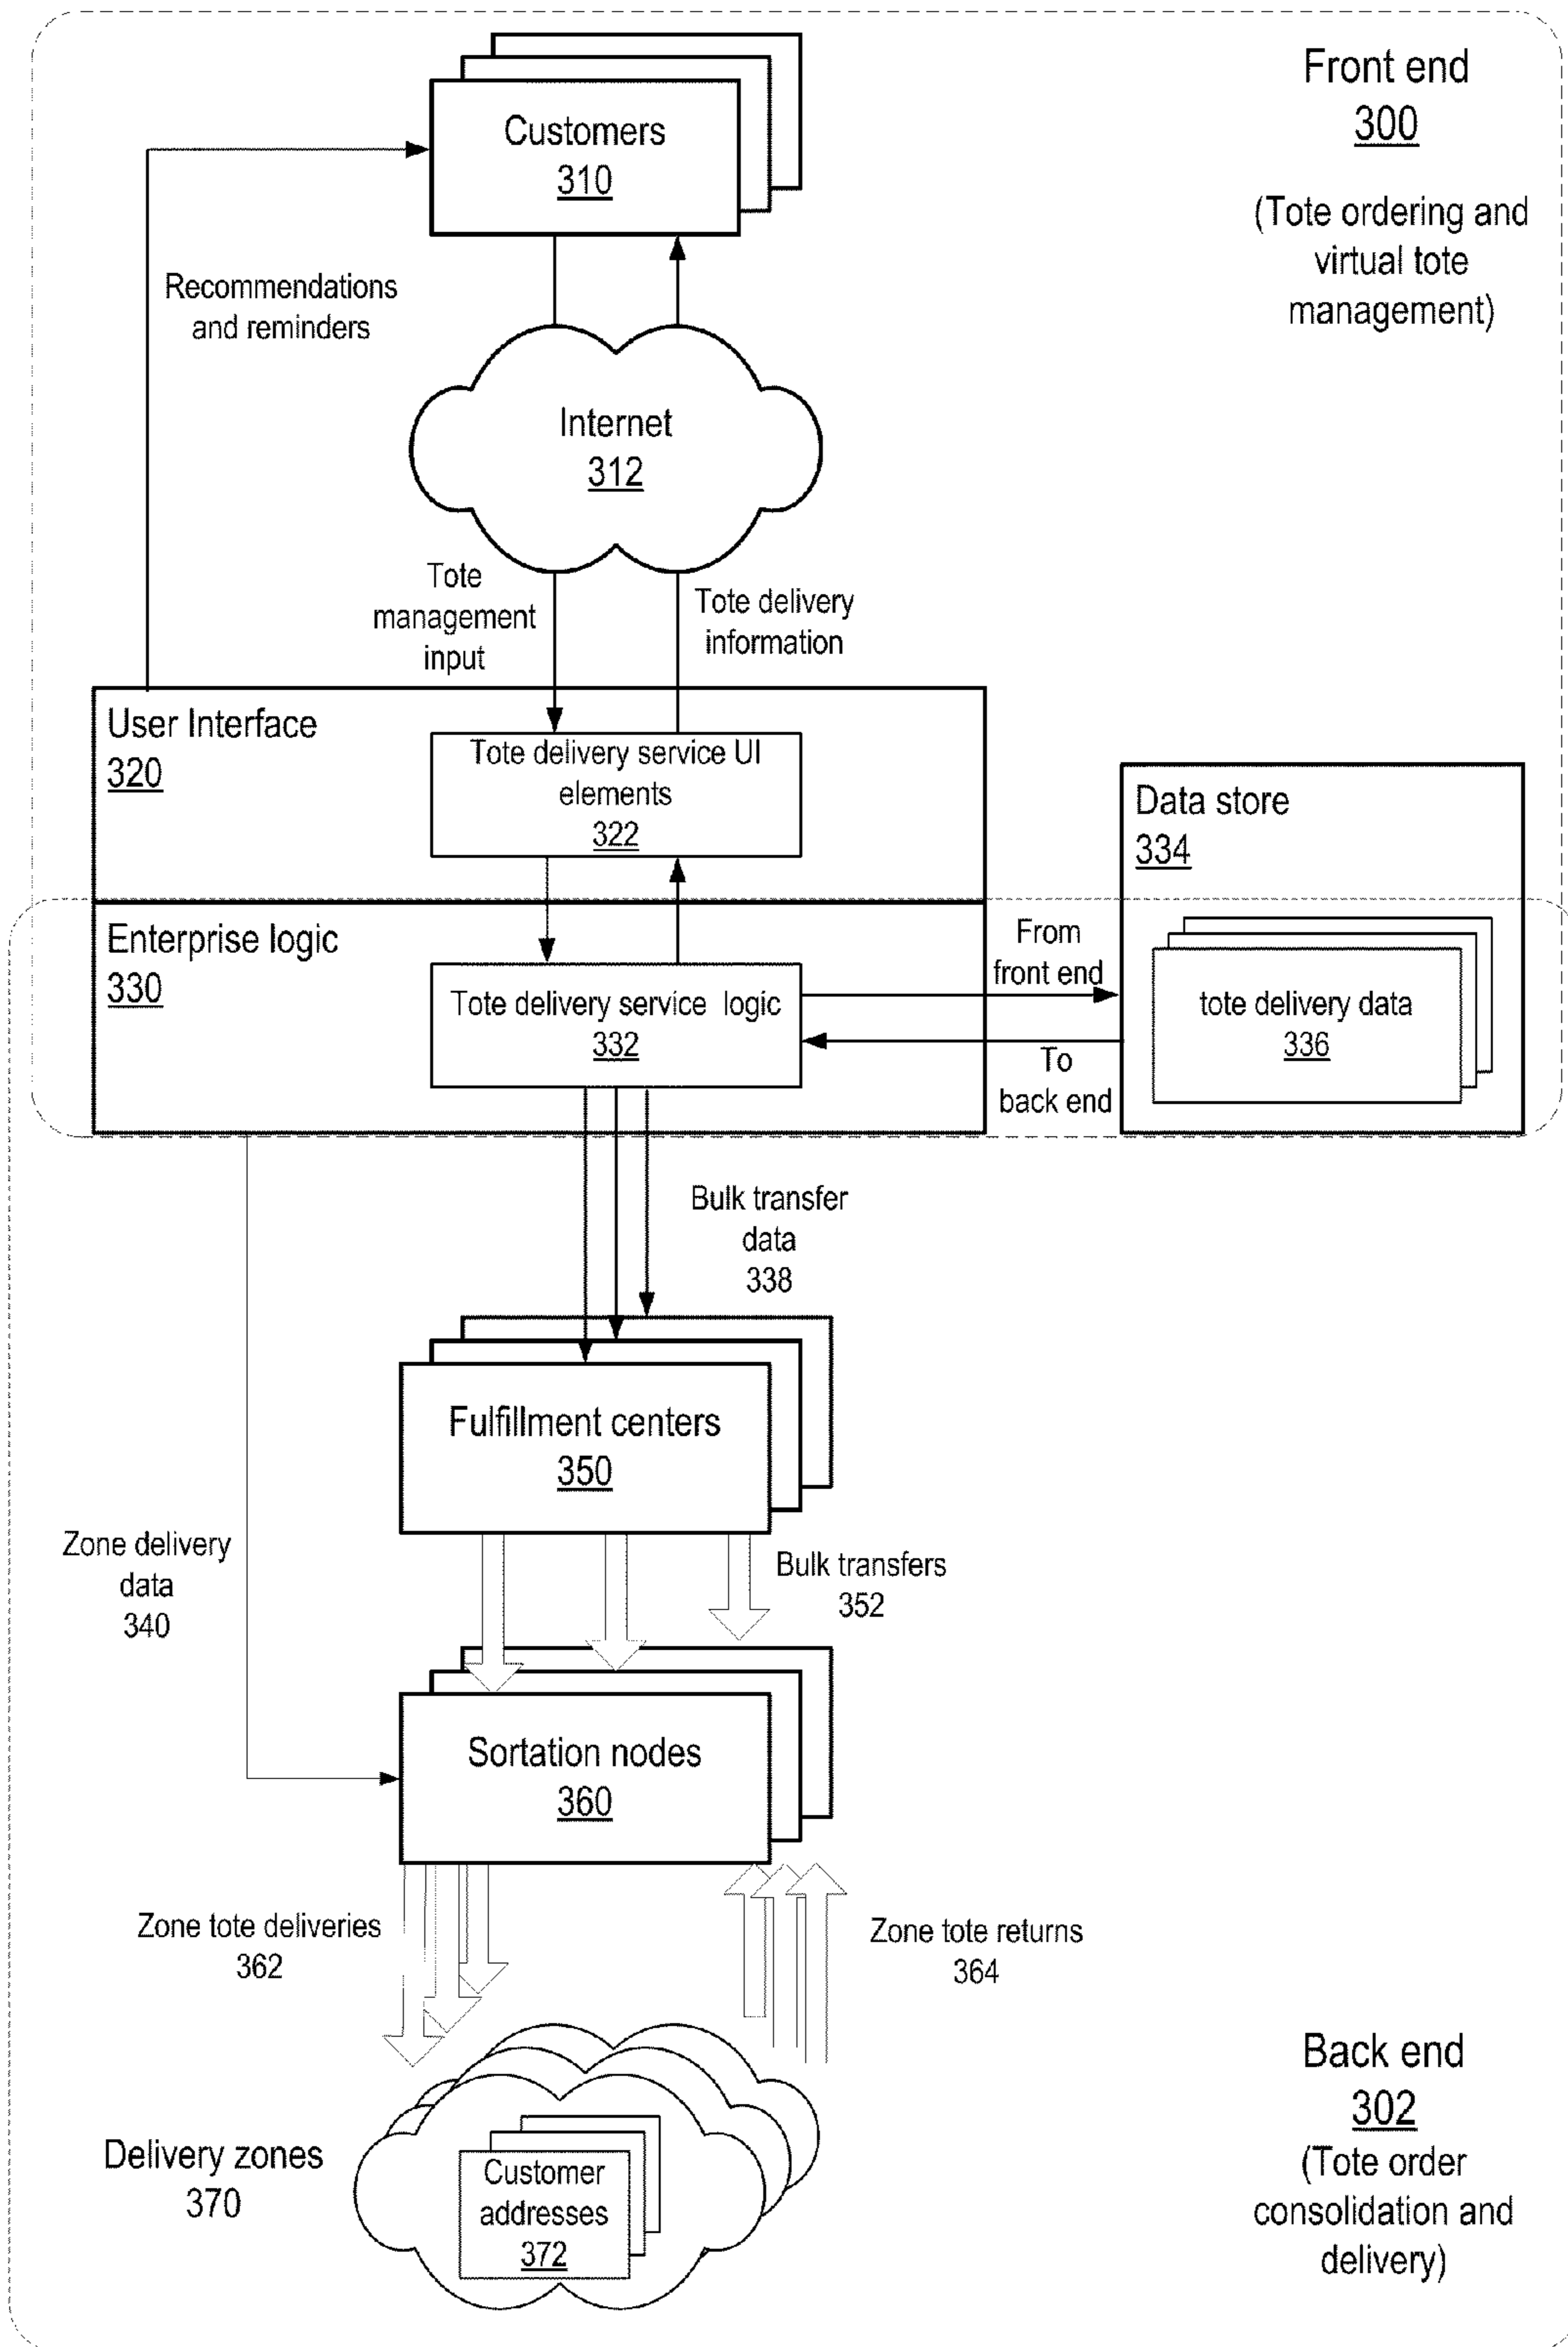 Front end
300
(Tote ordering and
virtual tote
management)
Customers
310
Recommendations
and reminders
Internet
312
Tote
management
input
Tote delivery
information
User Interface
320
Tote delivery service UI
elements
322
Data store
334
Enterprise logic
330
Tote delivery service logic
332
From
front end
To
back end
tote delivery data
336
Bulk transfer
data
338
Fulfillment centers
350
Zone delivery
data
340
Bulk transfers
352
Sortation nodes
360
Zone tote deliveries
362
Zone tote returns
364
Delivery zones
370
Customer
addresses
372
Back end
302
(Tote order
consolidation and
delivery)